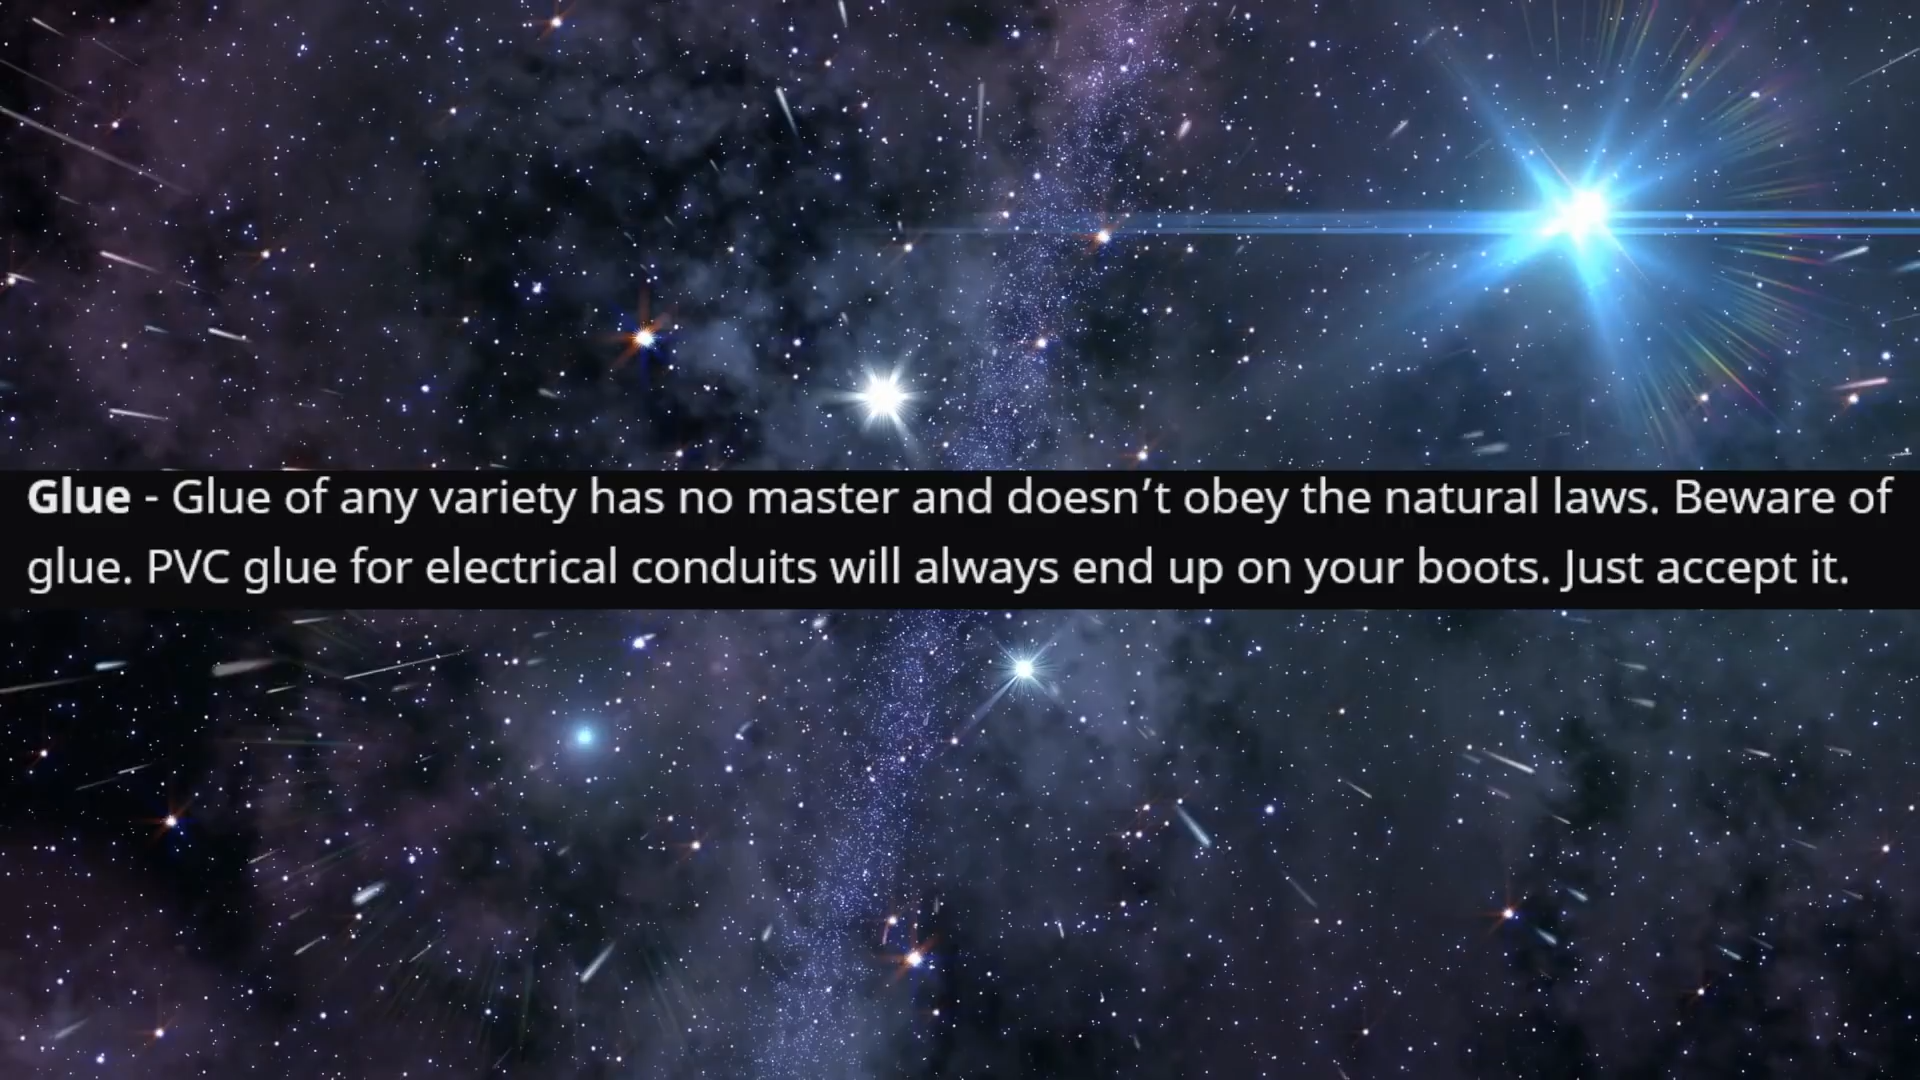 Glue - Glue of any variety has no master and doesn’t obey the natural laws. Beware of
glue. PVC glue for electrical conduits will always end up on your boots. Just accept it.